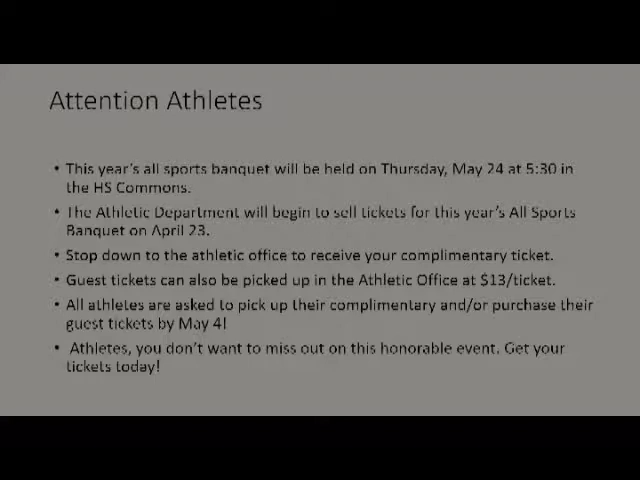 Attention Athletes
• This year's all sports banquet will be held on Thursday, May 24 at 5:30 in
the HS Commons.
• The Athletic Department will begin to sell tickets for this year's All Sports
Banquet on April 23.
• Stop down to the athletic office to receive your complimentary ticket.
• Guest tickets can also be picked up in the Athletic Office at $13/ticket.
• All athletes are asked to pick up their complimentary and/or purchase their
guest tickets by May 4!
• Athletes, you don't want to miss out on this honorable event. Get your
tickets today!